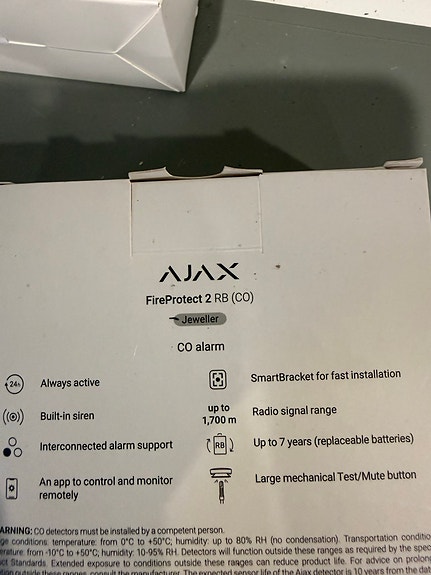 AJAX
FireProtect 2 RB (CO)
Jeweller
CO alarm
24h
Always active
SmartBracket for fast installation
Built-in siren
up to
1,700 m
Radio signal range
Interconnected alarm support
RB
Up to 7 years (replaceable batteries)
An app to control and monitor
remotely
Large mechanical Test/Mute button
ARNING: CO detectors must be installed by a competent person.
ge conditions: temperature: from 0°C to +50°C; humidity: up to 80% RH (no condensation). Transportation conditio
erature: from -10°C to +50°C; humidity: 10-95% RH. Detectors will function outside these ranges as required by the spec
ct Standards. Extended exposure to conditions outside these ranges can reduce product life. For advice on prolon
outside these ranges, consult the manufacturer. The expected sensor life of the Ajax detector is 10 years from the dat